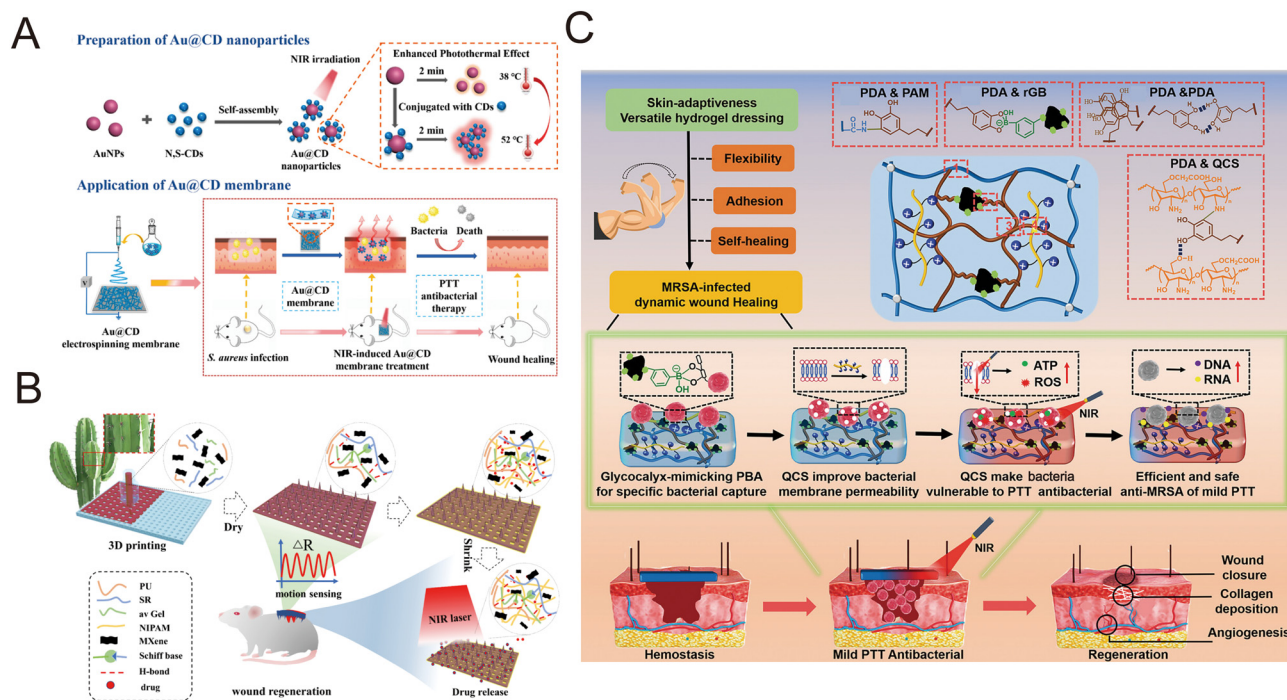 A
Preparation of Au@CD nanoparticles
NIR irradiation
AuNPs
+
N,S-CDs
Self-assembly
Au@CD
nanoparticles
Enhanced Photothermal Effect
2 min
38 °C
Conjugated with CDs
2 min
52 °C
Application of Au@CD membrane
V
Au@CD
electrospinning membrane
Au@CD
membrane
Bacteria
Death
PTT
antibacterial
therapy
S. aureus infection
NIR-induced Au@CD
membrane treatment
Wound healing
B
3D printing
Dry
Shrink
△R
motion sensing
NIR laser
Drug release
wound regeneration
PU
SR
av Gel
NIPAM
MXene
Schiff base
H-bond
drug
C
Skin-adaptiveness
Versatile hydrogel dressing
Flexibility
Adhesion
Self-healing
MRSA-infected
dynamic wound Healing
PDA & PAM
PDA & rGB
PDA &PDA
PDA & QCS
OH
ATP
ROS
NIR
DNA
RNA
Glycocalyx-mimicking PBA
for specific bacterial capture
QCS improve bacterial
membrane permeability
QCS make bacteria
vulnerable to PTT antibacterial
Efficient and safe
anti-MRSA of mild PTT
NIR
Hemostasis
Mild PTT Antibacterial
Regeneration
Wound
closure
Collagen
deposition
Angiogenesis